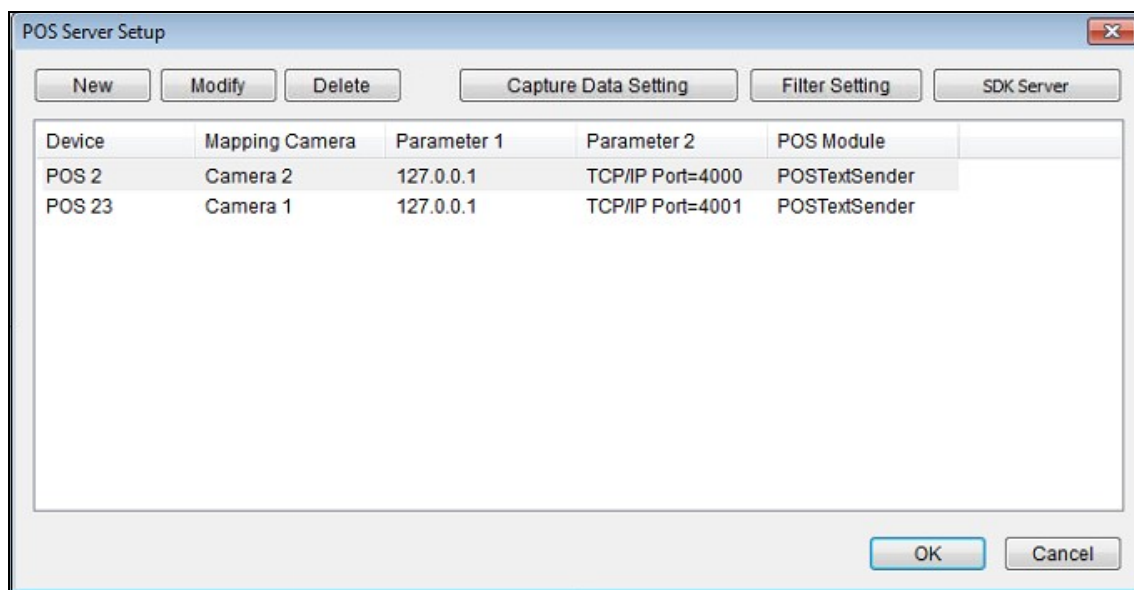 POS Server Setup
New Modify Delete Capture Data Setting Filter Setting SDK Server
Device Mapping Camera Parameter 1 Parameter 2 POS Module
POS 2 Camera 2 127.0.0.1 TCP/IP Port=4000 POSTextSender
POS 23 Camera 1 127.0.0.1 TCP/IP Port=4001 POSTextSender
OK Cancel